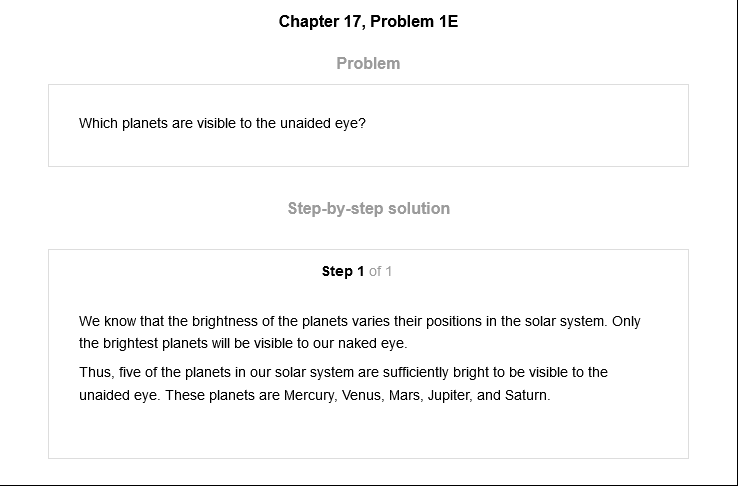 Chapter 17, Problem 1E
Problem
Which planets are visible to the unaided eye?
Step-by-step solution
Step 1 of 1
We know that the brightness of the planets varies their positions in the solar system. Only
the brightest planets will be visible to our naked eye.
Thus, five of the planets in our solar system are sufficiently bright to be visible to the
unaided eye. These planets are Mercury, Venus, Mars, Jupiter, and Saturn.